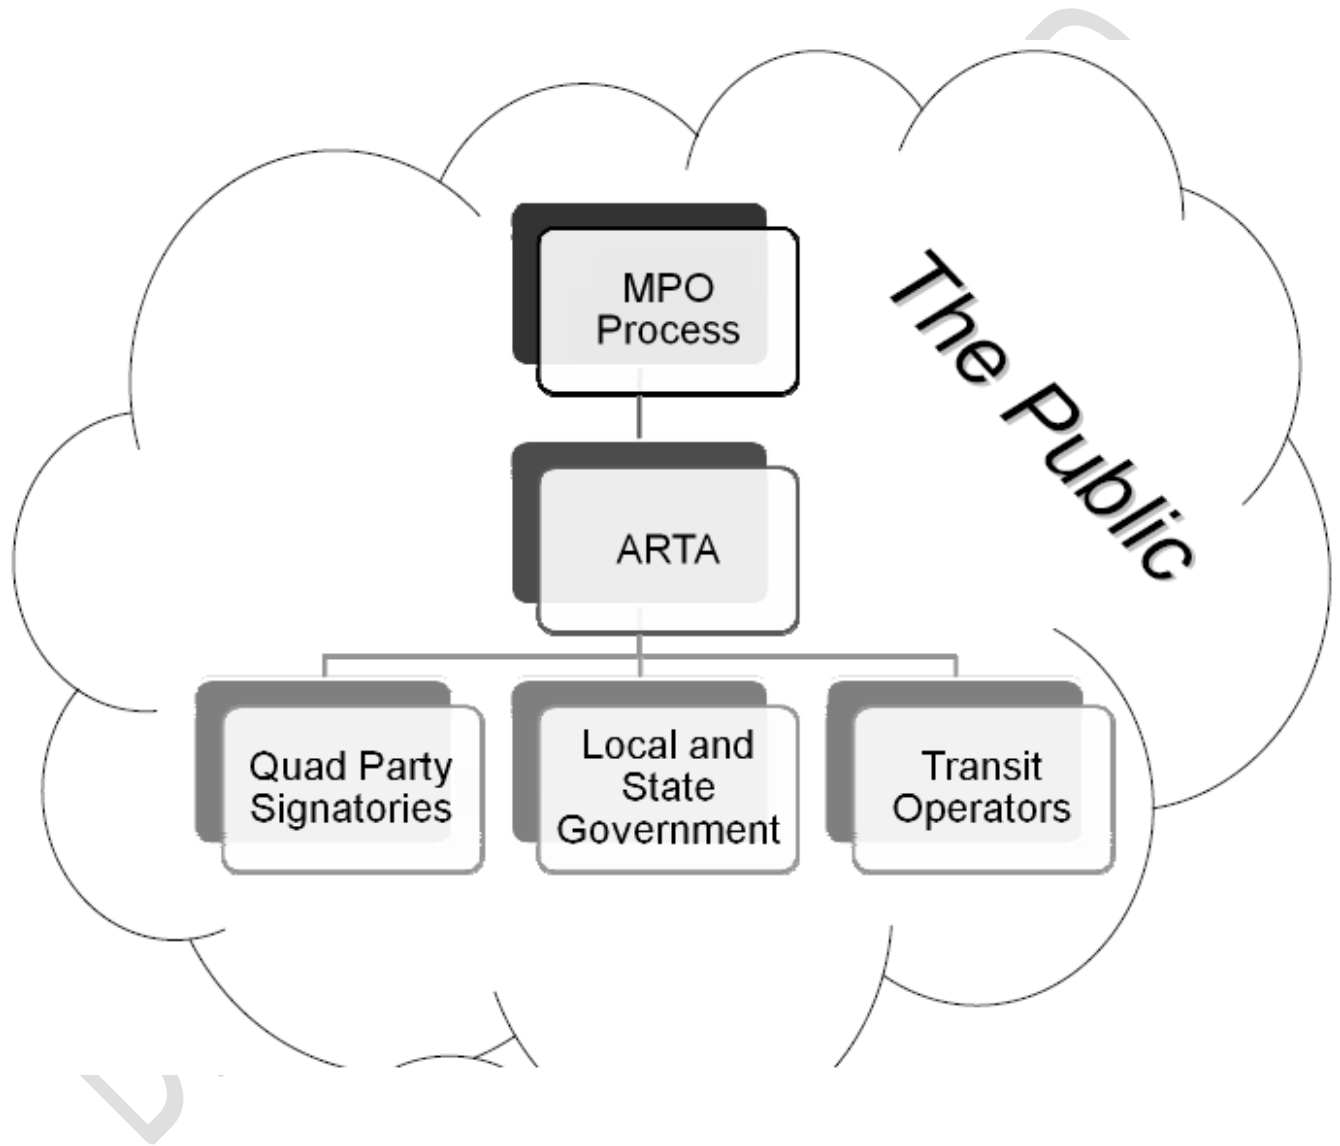 MPO
Process
The Public
ARTA
Quad Party
Signatories
Local and
State
Government
Transit
Operators